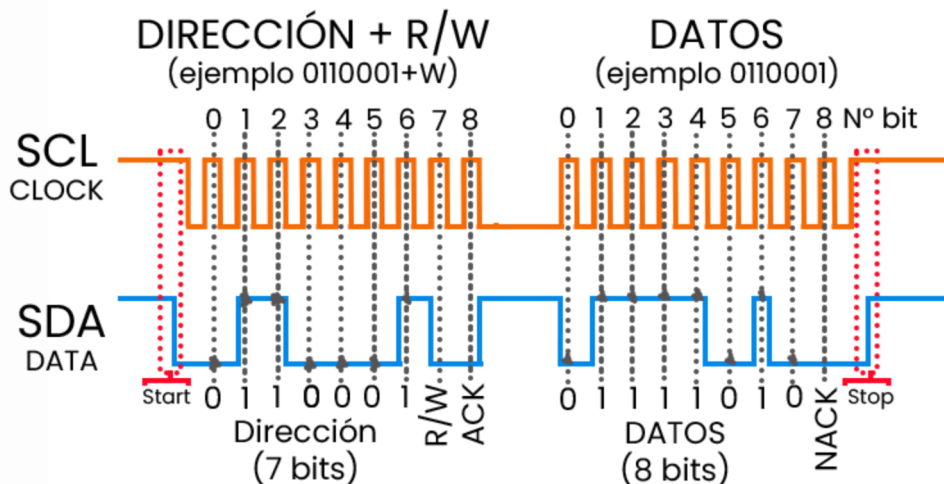 DIRECCIÓN + R/W
(ejemplo 0110001+W)
DATOS
(ejemplo 0110001)
0 1 2 3 4 5 6 7 8
0 1 2 3 4 5 6 7 8 Nº bit
SCL
CLOCK
SDA
DATA
Start
0 1 1 0 0 0 1 R/W ACK
0 1 1 1 1 0 1 0 NACK
Stop
Dirección
(7 bits)
DATOS
(8 bits)